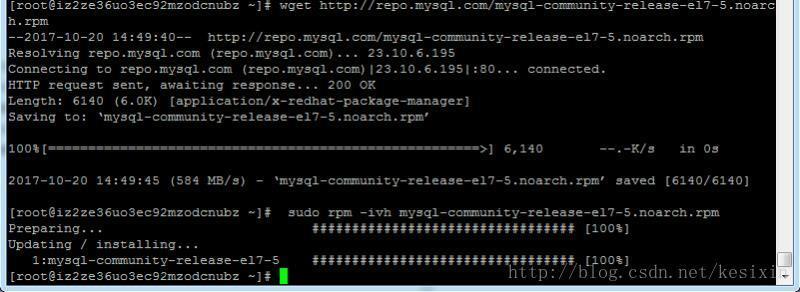 [root@iz2ze36uo3ec92mzodcnubz ~]# wget http://repo.mysql.com/mysql-community-release-el7-5.noarc
h.rpm
--2017-10-20 14:49:40--  http://repo.mysql.com/mysql-community-release-el7-5.noarch.rpm
Resolving repo.mysql.com (repo.mysql.com)... 23.10.6.195
Connecting to repo.mysql.com (repo.mysql.com)|23.10.6.195|:80... connected.
HTTP request sent, awaiting response... 200 OK
Length: 6140 (6.0K) [application/x-redhat-package-manager]
Saving to: ‘mysql-community-release-el7-5.noarch.rpm’
100%[======================================================>] 6,140       --.-K/s   in 0s
2017-10-20 14:49:45 (584 MB/s) - ‘mysql-community-release-el7-5.noarch.rpm’ saved [6140/6140]
[root@iz2ze36uo3ec92mzodcnubz ~]#  sudo rpm -ivh mysql-community-release-el7-5.noarch.rpm
Preparing...                          ################################# [100%]
Updating / installing...
   1:mysql-community-release-el7-5    ################################# [100%]
[root@iz2ze36uo3ec92mzodcnubz ~]#
http://blog.csdn.net/kesixin